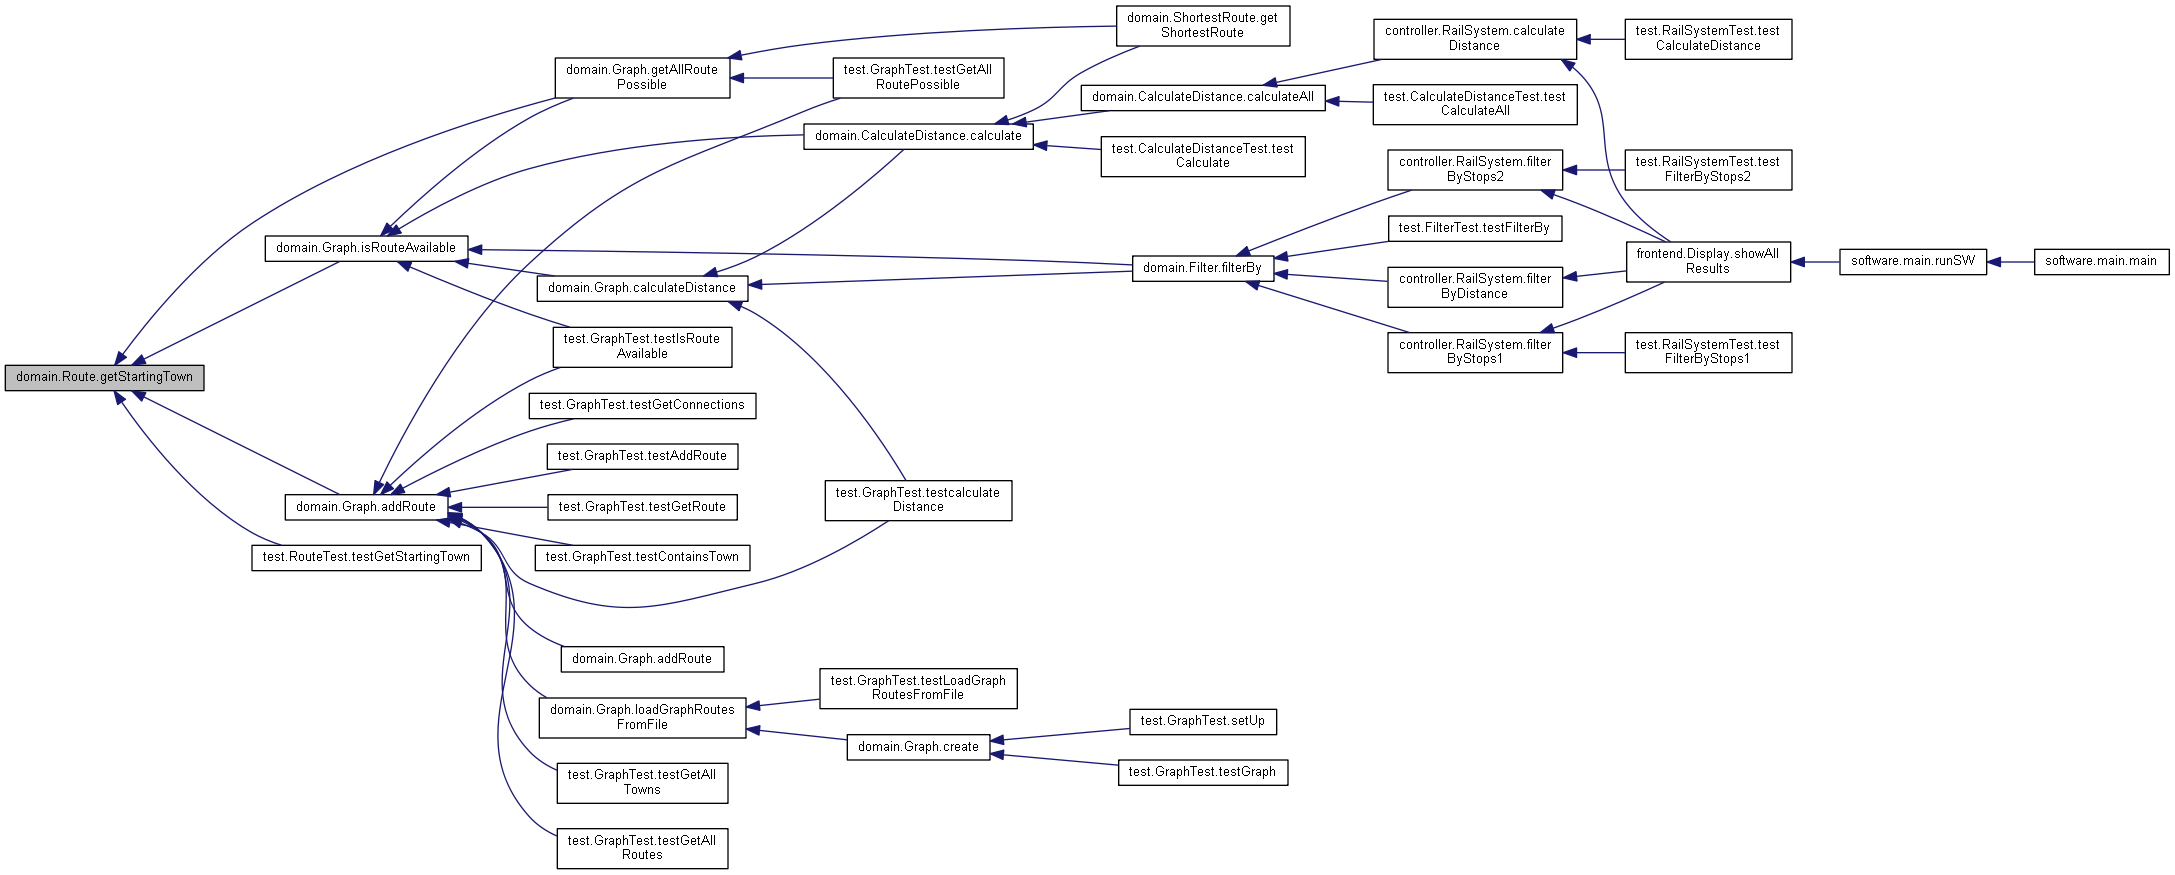 domain.ShortestRoute.get
ShortestRoute
controller.RailSystem.calculate
Distance
test.RailSystemTest.test
CalculateDistance
domain.Graph.getAllRoute
Possible
test.GraphTest.testGetAll
RoutePossible
domain.CalculateDistance.calculateAll
test.CalculateDistanceTest.test
CalculateAll
domain.CalculateDistance.calculate
test.CalculateDistanceTest.test
Calculate
controller.RailSystem.filter
ByStops2
test.RailSystemTest.test
FilterByStops2
test.FilterTest.testFilterBy
domain.Graph.isRouteAvailable
domain.Filter.filterBy
frontend.Display.showAll
Results
software.main.runSW
software.main.main
domain.Graph.calculateDistance
controller.RailSystem.filter
ByDistance
test.GraphTest.testIsRoute
Available
controller.RailSystem.filter
ByStops1
test.RailSystemTest.test
FilterByStops1
domain.Route.getStartingTown
test.GraphTest.testGetConnections
test.GraphTest.testAddRoute
domain.Graph.addRoute
test.GraphTest.testGetRoute
test.GraphTest.testcalculate
Distance
test.RouteTest.testGetStartingTown
test.GraphTest.testContainsTown
domain.Graph.addRoute
domain.Graph.loadGraphRoutes
FromFile
test.GraphTest.testLoadGraph
RoutesFromFile
domain.Graph.create
test.GraphTest.setUp
test.GraphTest.testGraph
test.GraphTest.testGetAll
Towns
test.GraphTest.testGetAll
Routes